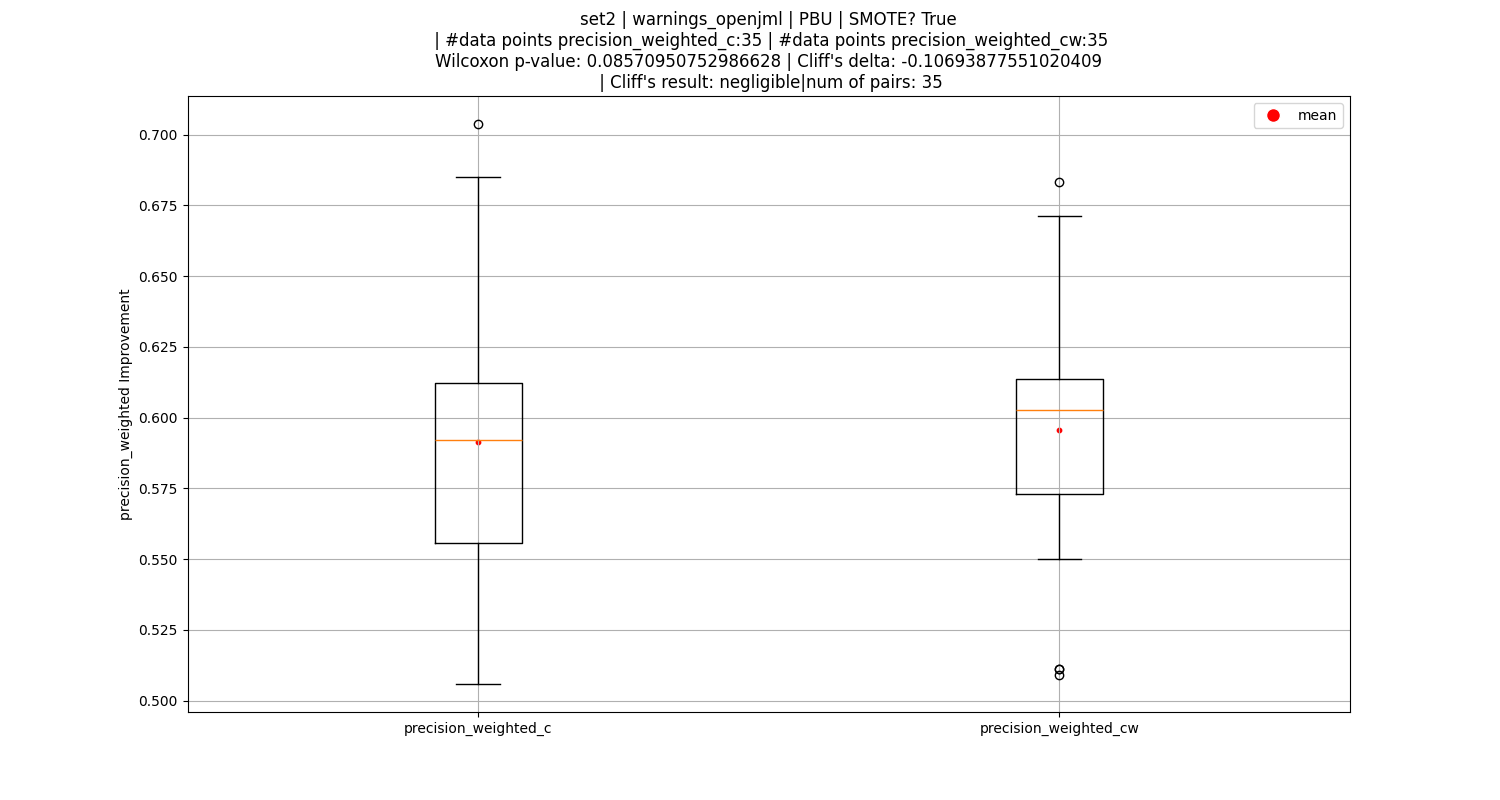 set2 | warnings_openjml | PBU | SMOTE? True
| #data points precision_weighted_c:35 | #data points precision_weighted_cw:35
Wilcoxon p-value: 0.08570950752986628 | Cliff's delta: -0.10693877551020409
| Cliff's result: negligible|num of pairs: 35
mean
0.700
0.675
0.650
0.625
0.600
0.575
0.550
0.525
0.500
precision_weighted Improvement
precision_weighted_c
precision_weighted_cw